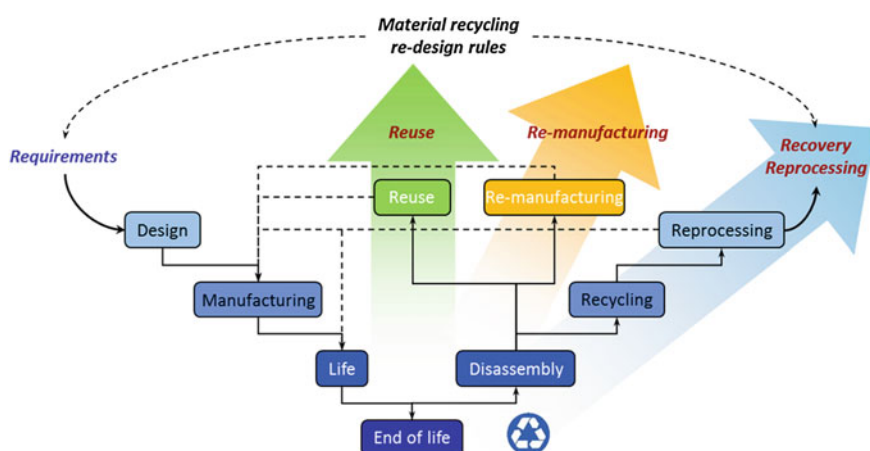 Material recycling
re-design rules
Reuse
Re-manufacturing
Requirements
Recovery
Reprocessing
Reuse
Re-manufacturing
Design
Reprocessing
Manufacturing
Recycling
Life
Disassembly
End of life